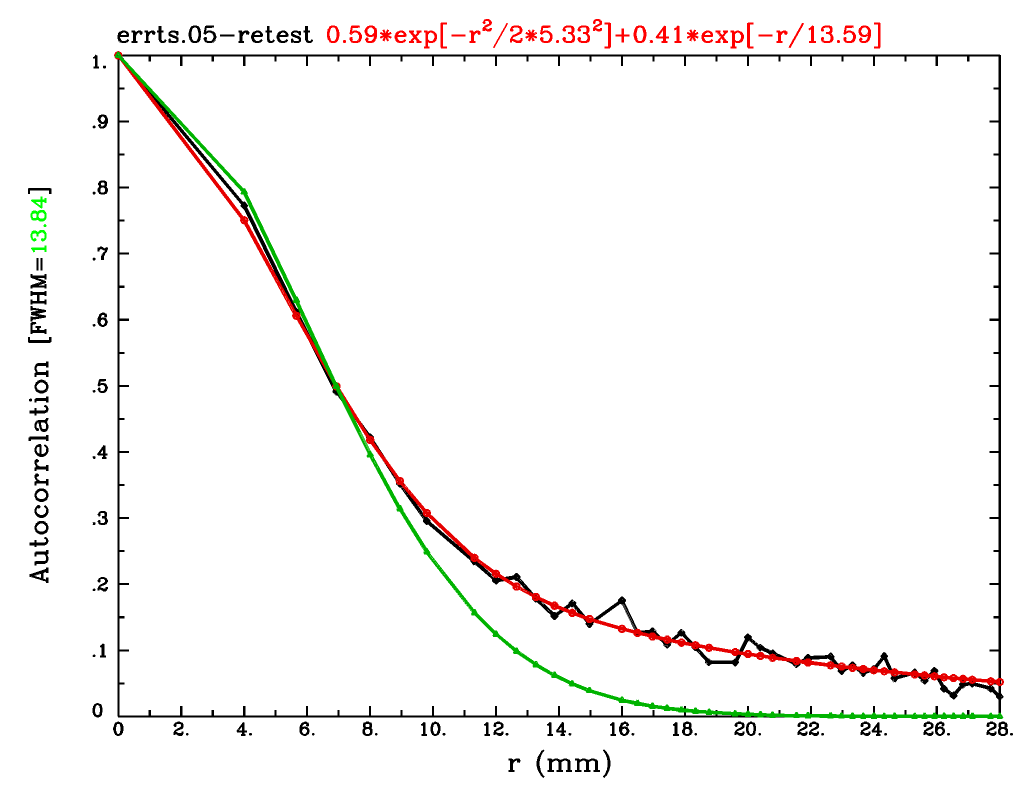 errts.05-retest 0.59*exp[-r²/2*5.33²]+0.41*exp[-r/13.59]
Autocorrelation [FWHM=13.84]
1.
.9
.8
.7
.6
.5
.4
.3
.2
.1
0
0 2. 4. 6. 8. 10. 12. 14. 16. 18. 20. 22. 24. 26. 28.
r (mm)